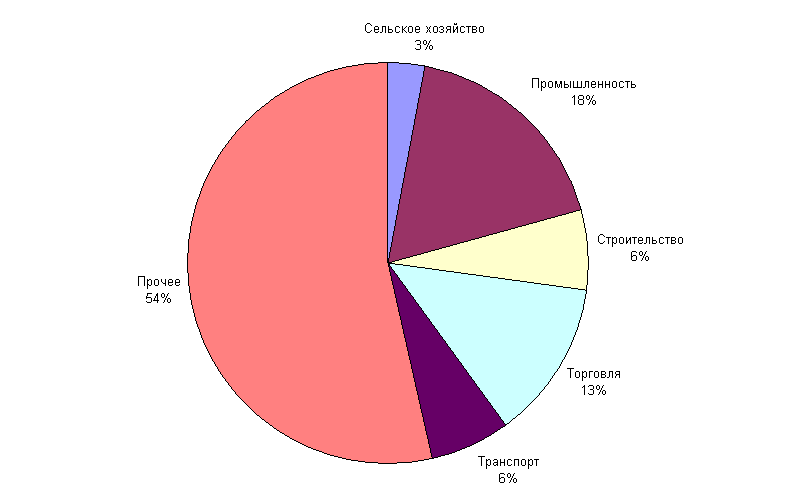 Сельское хозяйство
3%
Промышленность
18%
Строительство
6%
Торговля
13%
Транспорт
6%
Прочее
54%